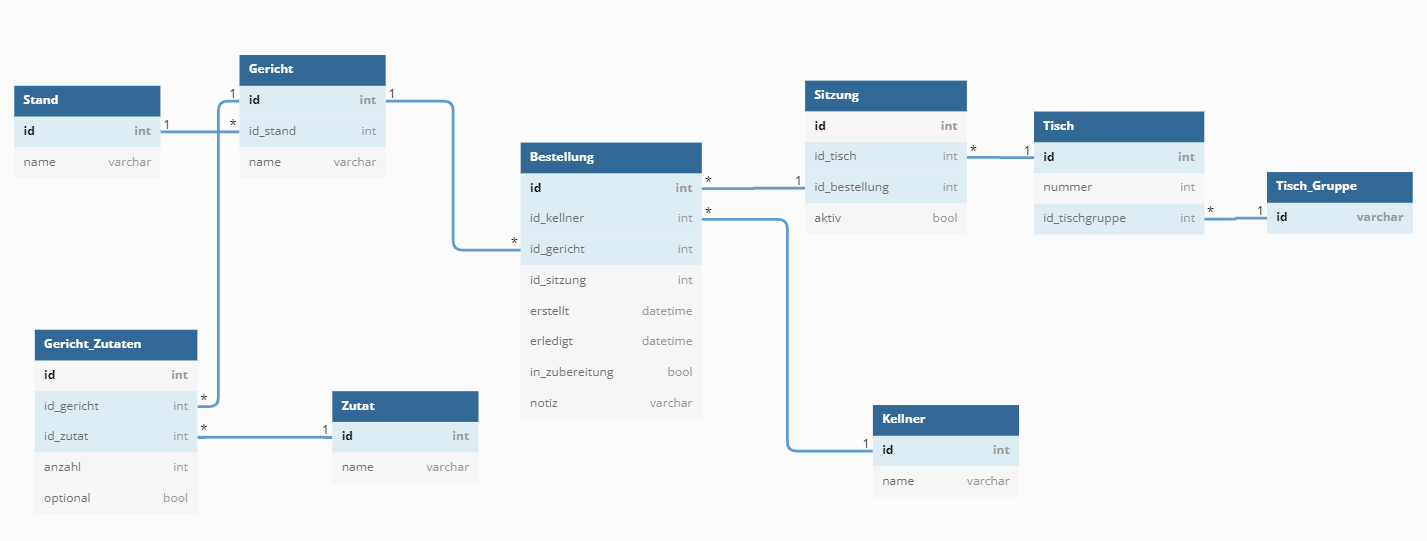 Stand
id int
name varchar
1
*
Gericht
id int
id_stand int
name varchar
1
1
Bestellung
id int
id_kellner int
id_gericht int
id_sitzung int
erstellt datetime
erledigt datetime
in_zubereitung bool
notiz varchar
*
*
*
Sitzung
id int
id_tisch int
id_bestellung int
aktiv bool
1
*
Tisch
id int
nummer int
id_tischgruppe int
1
*
Tisch_Gruppe
id varchar
1
Gericht_Zutaten
id int
id_gericht int
id_zutat int
anzahl int
optional bool
*
*
Zutat
id int
name varchar
1
Kellner
id int
name varchar
1